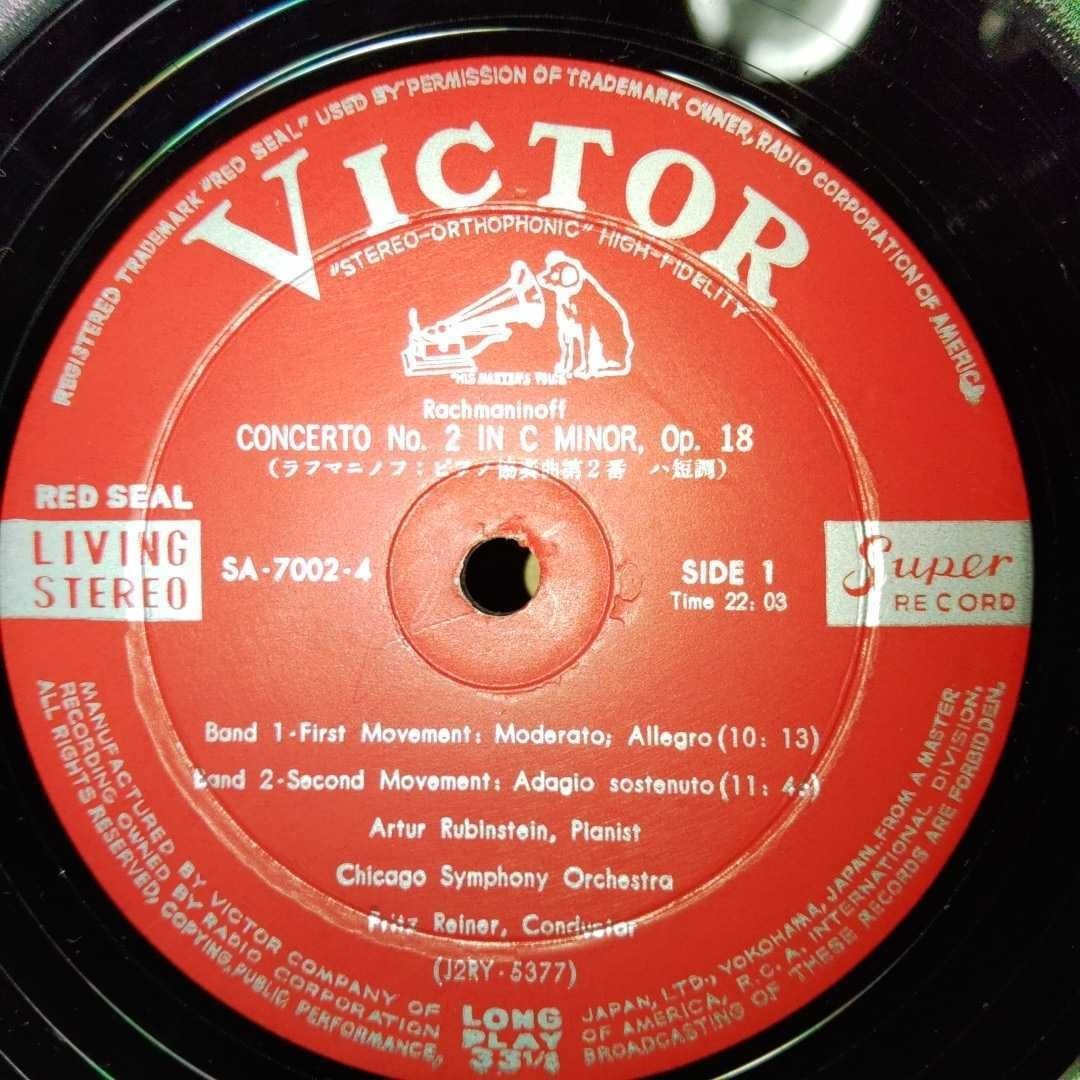 REGISTERED TRADEMARK "RED SEAL" USED BY PERMISSION OF TRADEMARK OWNER, RADIO CORPORATION OF AMERICA
VICTOR
"STEREO-ORTHOPHONIC" HIGH-FIDELITY
"HIS MASTER'S VOICE"
Rachmaninoff
CONCERTO No. 2 IN C MINOR, Op. 18
(ラフマニノフ:ピアノ協奏曲第2番 ハ短調)
RED SEAL
LIVING
STEREO
SA-7002-4
SIDE 1
Time 22: 03
Super
RECORD
Band 1-First Movement: Moderato; Allegro (10: 13)
Band 2-Second Movement: Adagio sostenuto (11:
Artur Rubinstein, Pianist
Chicago Symphony Orchestra
Fritz Reiner, Conductor
(J2RY-5377)
MANUFACTURED BY VICTOR COMPANY OF JAPAN, LTD., YOKOHAMA, JAPAN. FROM A MASTER
RECORDING OWNED BY RADIO CORPORATION OF AMERICA, R.C.A. INTERNATIONAL DIVISION,
ALL RIGHTS RESERVED, COPYING, PUBLIC PERFORMANCE, BROADCASTING OF THESE RECORDS ARE FORBIDDEN.
LONG
PLAY
33 1/3